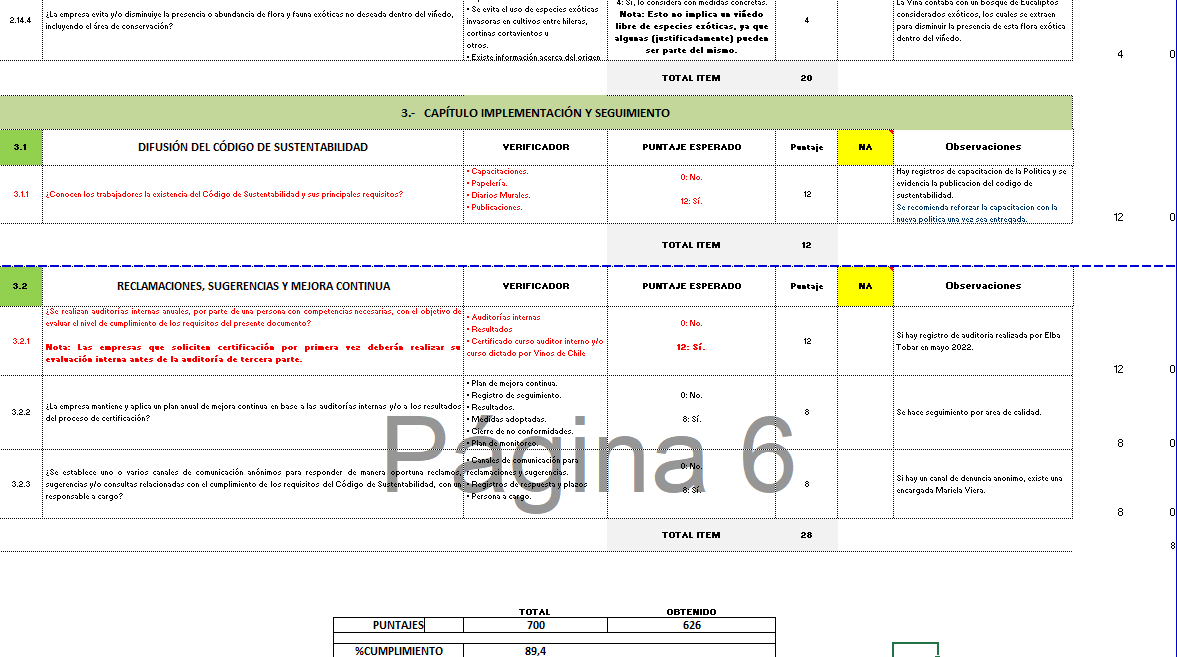 • Se evita el uso de especies exóticas
invasoras en cultivos entre hileras,
cortinas cortavientos u
otros.
• Existe información acerca del origen
2.14.4
¿La empresa evita y/o disminuiye la presencia o abundancia de flora y fauna exóticas no deseada dentro del viñedo,
incluyendo el área de conservación?
4: Sí, lo considera con medidas concretas.
Nota: Esto no implica un viñedo
libre de especies exóticas, ya que
algunas (justificadamente) pueden
ser parte del mismo.
4
La Viña contaba con un bosque de Eucaliptos
considerados exóticos, los cuales se extraen
para disminuir la presencia de esta flora exótica
dentro del viñedo.
4 0
TOTAL ITEM 20
3.- CAPÍTULO IMPLEMENTACIÓN Y SEGUIMIENTO
3.1 DIFUSIÓN DEL CÓDIGO DE SUSTENTABILIDAD VERIFICADOR PUNTAJE ESPERADO Puntaje NA Observaciones
3.1.1
¿Conocen los trabajadores la existencia del Código de Sustentabilidad y sus principales requisitos?
• Capacitaciones.
• Papelería.
• Diarios Murales.
• Publicaciones.
0: No.
12: Sí.
12
Hay registros de capacitacion de la Política y se
evidencia la publicacion del codigo de
sustentabilidad.
Se recomienda reforzar la capacitacion con la
nueva politica una vez sea entregada.
12 0
TOTAL ITEM 12
3.2 RECLAMACIONES, SUGERENCIAS Y MEJORA CONTINUA VERIFICADOR PUNTAJE ESPERADO Puntaje NA Observaciones
3.2.1
¿Se realizan auditorías internas anuales, por parte de una persona con competencias necesarias, con el objetivo de
evaluar el nivel de cumplimiento de los requisitos del presente documento?
Nota: Las empresas que soliciten certificación por primera vez deberán realizar su
evaluación interna antes de la auditoría de tercera parte.
• Auditorías internas
• Resultados
• Certificado curso auditor interno y/o
curso dictado por Vinos de Chile
0: No.
12: Sí.
12
Si hay registro de auditoria realizada por Elba
Tobar en mayo 2022.
12 0
3.2.2
¿La empresa mantiene y aplica un plan anual de mejora continua en base a las auditorías internas y/o a los resultados
del proceso de certificación?
• Plan de mejora continua.
• Registro de seguimiento.
• Resultados.
• Medidas adoptadas.
• Cierre de no conformidades.
• Plan de monitoreo.
0: No.
8: Sí.
8
Se hace seguimiento por area de calidad.
8 0
3.2.3
¿Se establece uno o varios canales de comunicación anónimos para responder de manera oportuna reclamos,
sugerencias y/o consultas relacionadas con el cumplimiento de los requisitos del Código de Sustentabilidad, con un
responsable a cargo?
• Canales de comunicación para
reclamaciones y sugerencias.
• Registros de respuesta y plazos
• Persona a cargo.
0: No.
8: Sí.
8
Si hay un canal de denuncia anonimo, existe una
encargada Mariela Viera.
8 0
Página 6
TOTAL ITEM 28
8
TOTAL OBTENIDO
PUNTAJES 700 626
%CUMPLIMIENTO 89,4